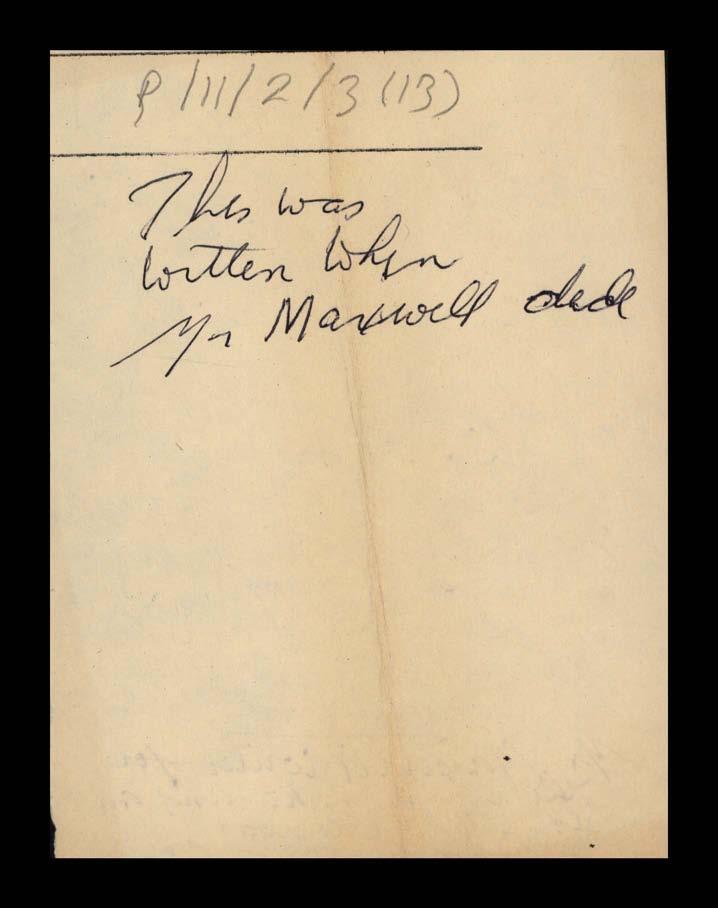 P/11/2/3 (13)
This was
written when
Mr Maxwell died